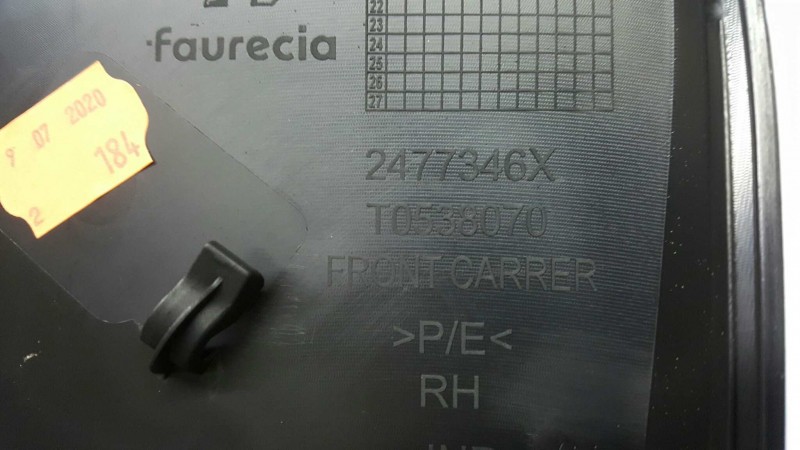 faurecia
22
23
24
25
26
27
9 07 2020
184
2
2477346X
T0538070
FRONT CARRER
>P/E<
RH